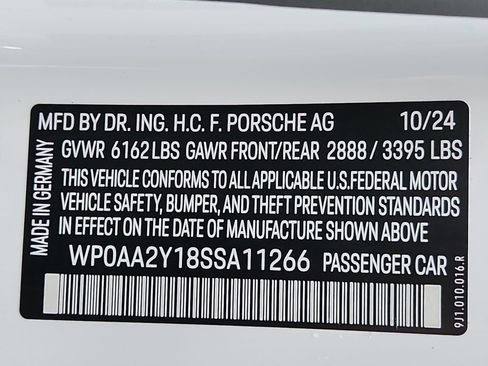 MFD BY DR. ING. H.C. F. PORSCHE AG 10/24
GVWR 6162 LBS GAWR FRONT/REAR 2888 / 3395 LBS
THIS VEHICLE CONFORMS TO ALL APPLICABLE U.S.FEDERAL MOTOR
VEHICLE SAFETY, BUMPER, AND THEFT PREVENTION STANDARDS
IN EFFECT ON THE DATE OF MANUFACTURE SHOWN ABOVE.
WP0AA2Y18SSA11266 PASSENGER CAR
MADE IN GERMANY
9J1.010.016.R